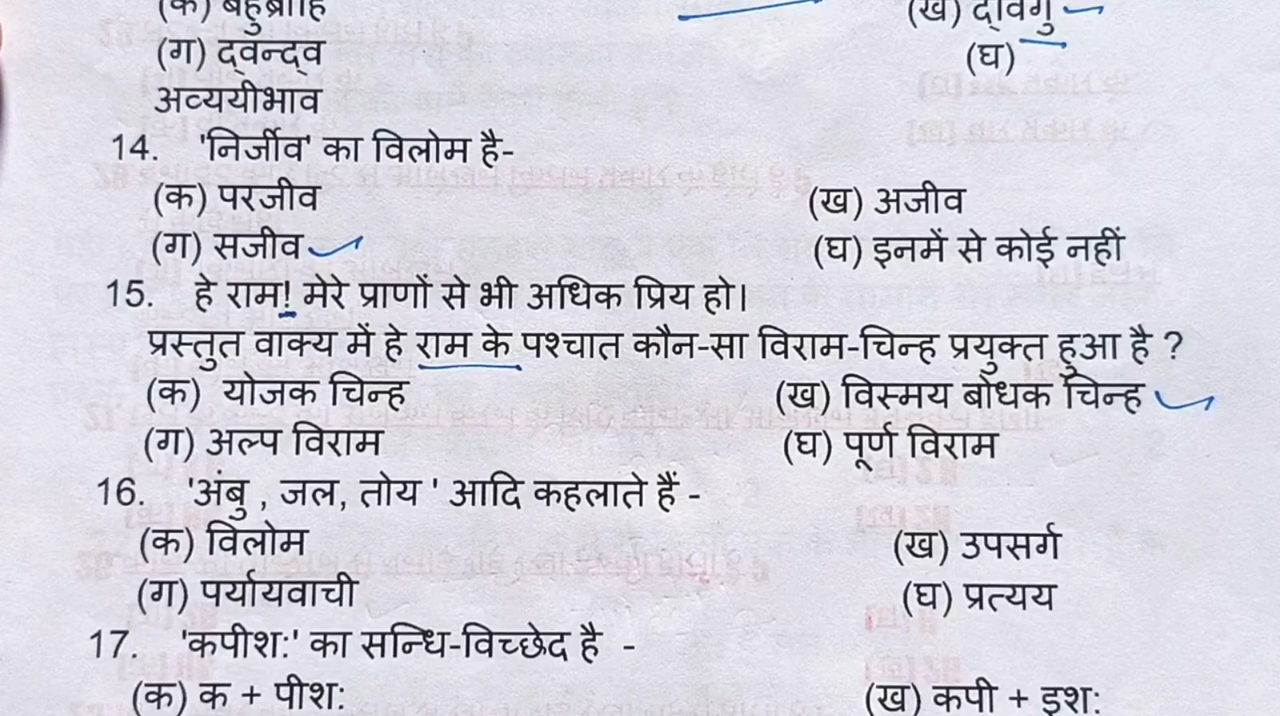 (क) बहुब्रीहि (ख) द्विगु
(ग) द्वन्द्व (घ)
अव्ययीभाव
14. 'निर्जीव' का विलोम है-
(क) परजीव (ख) अजीव
(ग) सजीव (घ) इनमें से कोई नहीं
15. हे राम! मेरे प्राणों से भी अधिक प्रिय हो।
प्रस्तुत वाक्य में हे राम के पश्चात कौन-सा विराम-चिन्ह प्रयुक्त हुआ है ?
(क) योजक चिन्ह (ख) विस्मय बोधक चिन्ह
(ग) अल्प विराम (घ) पूर्ण विराम
16. 'अंबु , जल, तोय ' आदि कहलाते हैं -
(क) विलोम (ख) उपसर्ग
(ग) पर्यायवाची (घ) प्रत्यय
17. 'कपीश:' का सन्धि-विच्छेद है -
(क) क + पीश: (ख) कपी + इश: